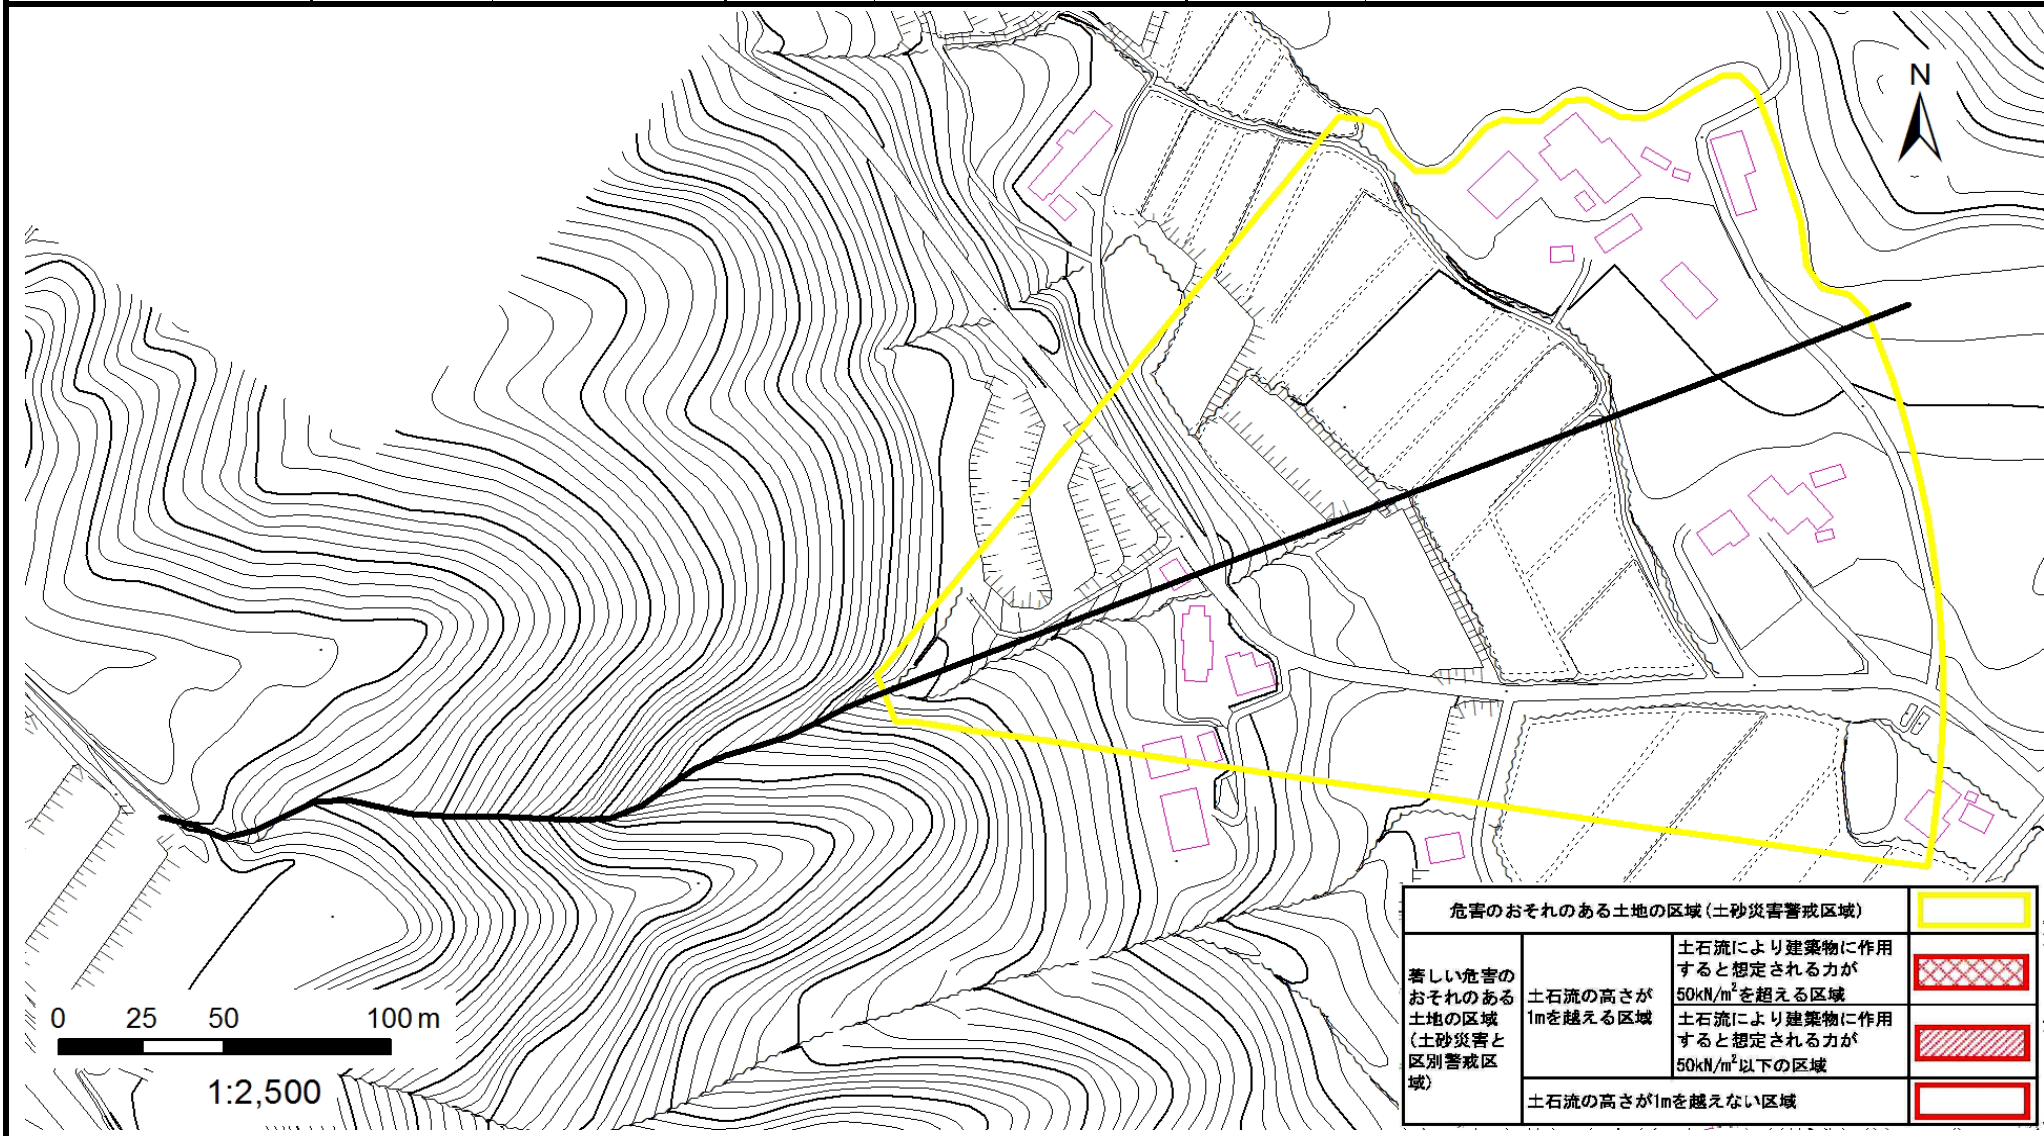 N
危害のおそれのある土地の区域(土砂災害警戒区域)
著しい危害の
おそれのある
土地の区域
(土砂災害と
区別警戒区
域)
土石流の高さが
1mを越える区域
土石流により建築物に作用
すると想定される力が
50kN/m²を超える区域
土石流により建築物に作用
すると想定される力が
50kN/m²以下の区域
土石流の高さが1mを越えない区域
0 25 50 100 m
1:2,500